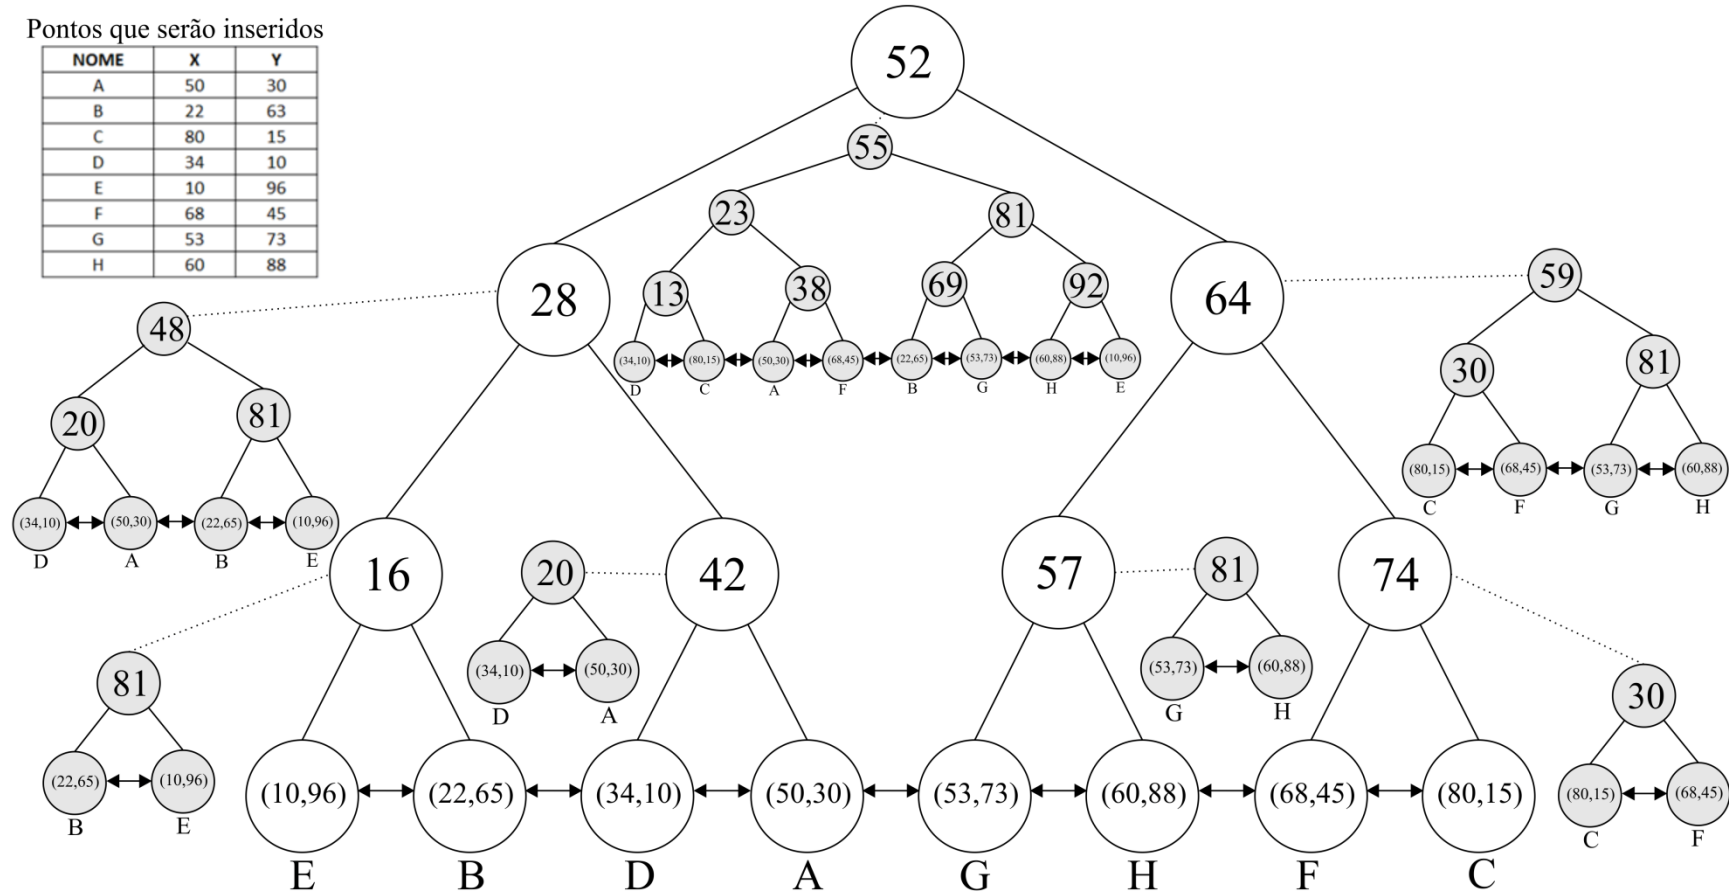 Pontos que serão inseridos
NOME X Y
A 50 30
B 22 63
C 80 15
D 34 10
E 10 96
F 68 45
G 53 73
H 60 88
52
55
23 81
13 38 69 92
(34,10) (80,15) (50,30) (68,45) (22,65) (53,73) (60,88) (10,96)
D C A F B G H E
28
64
48
20 81
(34,10) (50,30) (22,65) (10,96)
D A B E
59
30 81
(80,15) (68,45) (53,73) (60,88)
C F G H
16
42
57
74
81
(22,65) (10,96)
B E
20
(34,10) (50,30)
D A
81
(53,73) (60,88)
G H
30
(80,15) (68,45)
C F
(10,96) (22,65) (34,10) (50,30) (53,73) (60,88) (68,45) (80,15)
E B D A G H F C